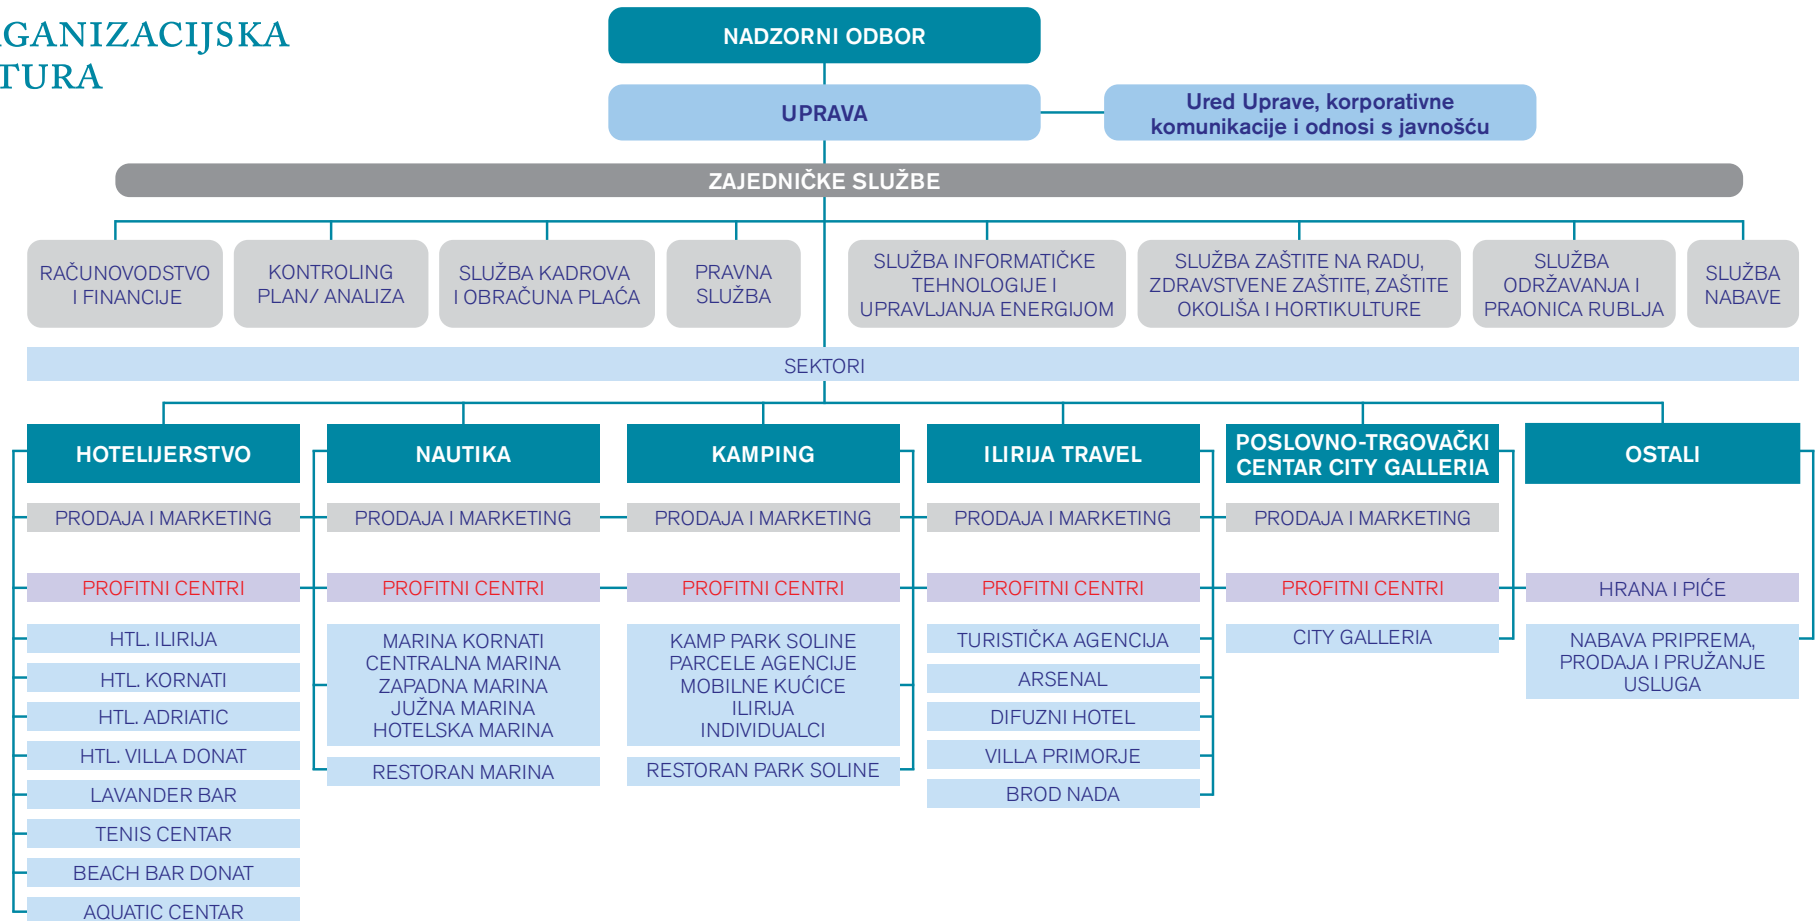 GANIZACIJSKA
TURA
NADZORNI ODBOR
UPRAVA
Ured Uprave, korporativne
komunikacije i odnosi s javnošću
ZAJEDNIČKE SLUŽBE
RAČUNOVODSTVO
I FINANCIJE
KONTROLING
PLAN/ ANALIZA
SLUŽBA KADROVA
I OBRAČUNA PLAĆA
PRAVNA
SLUŽBA
SLUŽBA INFORMATIČKE
TEHNOLOGIJE I
UPRAVLJANJA ENERGIJOM
SLUŽBA ZAŠTITE NA RADU,
ZDRAVSTVENE ZAŠTITE, ZAŠTITE
OKOLIŠA I HORTIKULTURE
SLUŽBA
ODRŽAVANJA I
PRAONICA RUBLJA
SLUŽBA
NABAVE
SEKTORI
HOTELIJERSTVO
PRODAJA I MARKETING
PROFITNI CENTRI
HTL. ILIRIJA
HTL. KORNATI
HTL. ADRIATIC
HTL. VILLA DONAT
LAVANDER BAR
TENIS CENTAR
BEACH BAR DONAT
AQUATIC CENTAR
NAUTIKA
PRODAJA I MARKETING
PROFITNI CENTRI
MARINA KORNATI
CENTRALNA MARINA
ZAPADNA MARINA
JUŽNA MARINA
HOTELSKA MARINA
RESTORAN MARINA
KAMPING
PRODAJA I MARKETING
PROFITNI CENTRI
KAMP PARK SOLINE
PARCELE AGENCIJE
MOBILNE KUĆICE
ILIRIJA
INDIVIDUALCI
RESTORAN PARK SOLINE
ILIRIJA TRAVEL
PRODAJA I MARKETING
PROFITNI CENTRI
TURISTIČKA AGENCIJA
ARSENAL
DIFUZNI HOTEL
VILLA PRIMORJE
BROD NADA
POSLOVNO-TRGOVAČKI
CENTAR CITY GALLERIA
PRODAJA I MARKETING
PROFITNI CENTRI
CITY GALLERIA
OSTALI
HRANA I PIĆE
NABAVA PRIPREMA,
PRODAJA I PRUŽANJE
USLUGA